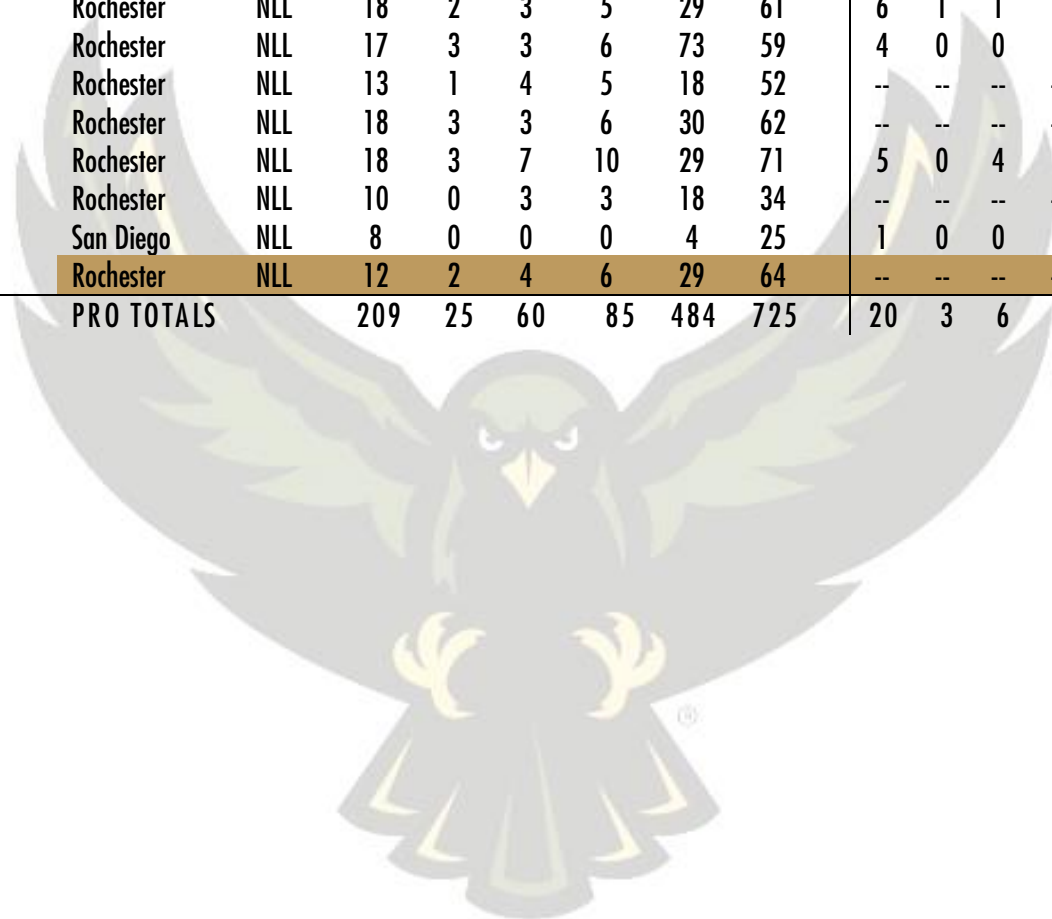 Rochester NLL 18 2 3 5 29 61 6 1 1
Rochester NLL 17 3 3 6 73 59 4 0 0
Rochester NLL 13 1 4 5 18 52 -- -- --
Rochester NLL 18 3 3 6 30 62 -- -- --
Rochester NLL 18 3 7 10 29 71 5 0 4
Rochester NLL 10 0 3 3 18 34 -- -- --
San Diego NLL 8 0 0 0 4 25 1 0 0
Rochester NLL 12 2 4 6 29 64 -- -- --
PRO TOTALS 209 25 60 85 484 725 20 3 6
®